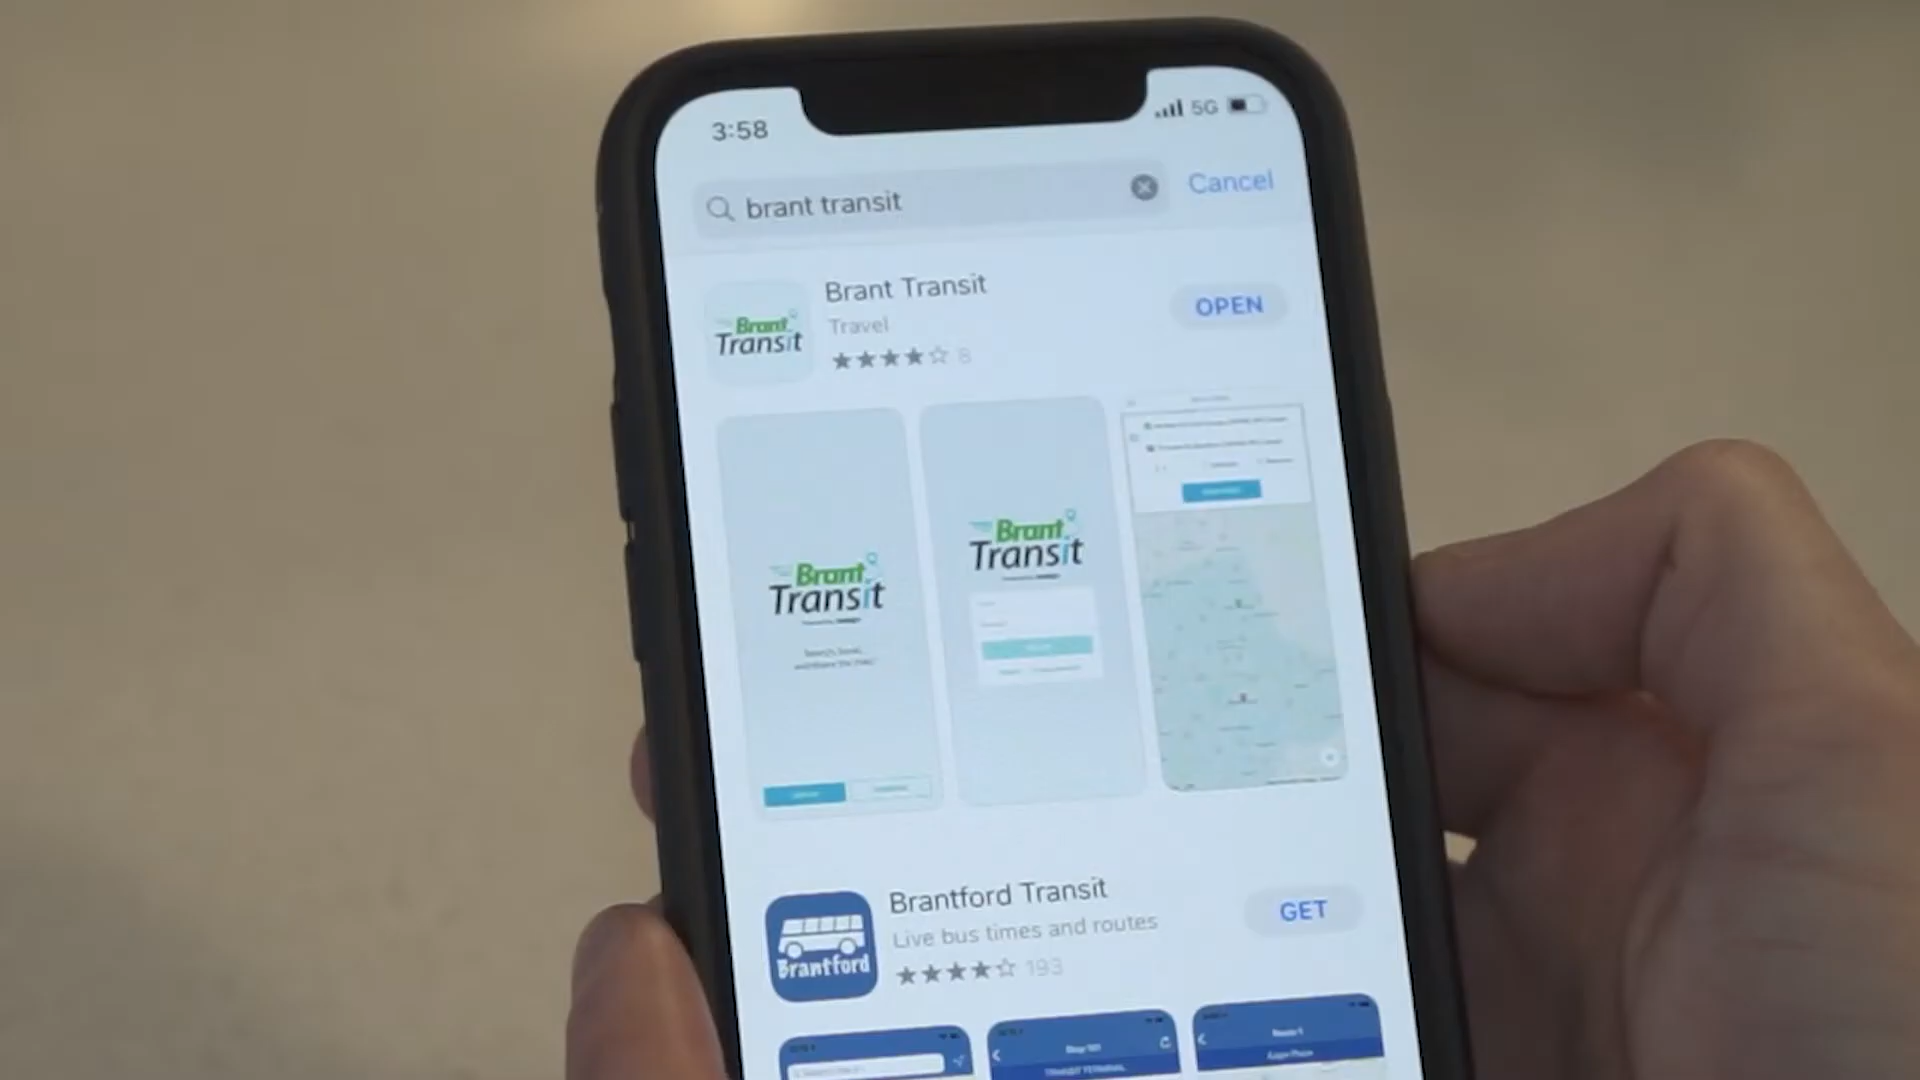 3:58
5G
brant transit
Cancel
Brant Transit
Travel
8
OPEN
Brant
Transit
Brant
Transit
Brant
Transit
Brantford Transit
Live bus times and routes
193
GET
Brantford